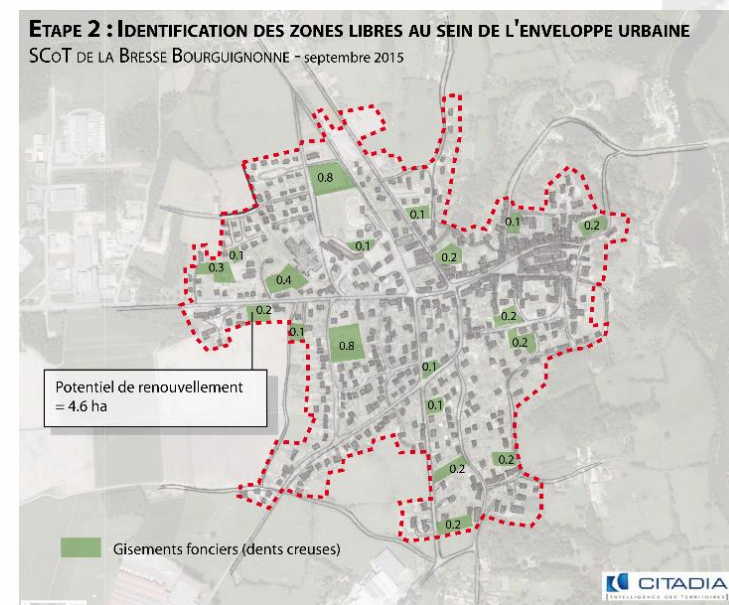 ETAPE 2 : IDENTIFICATION DES ZONES LIBRES AU SEIN DE L'ENVELOPPE URBAINE
SCOT DE LA BRESSE BOURGUIGNONNE - septembre 2015
0.8
0.1
0.1
0.2
0.1
0.1
0.2
0.3
0.4
0.2
0.2
0.1
0.8
0.2
0.1
Potentiel de renouvellement
= 4.6 ha
0.1
0.2
0.2
0.2
Gisements fonciers (dents creuses)
CITADIA
INTELLIGENCE DES TERRITOIRES